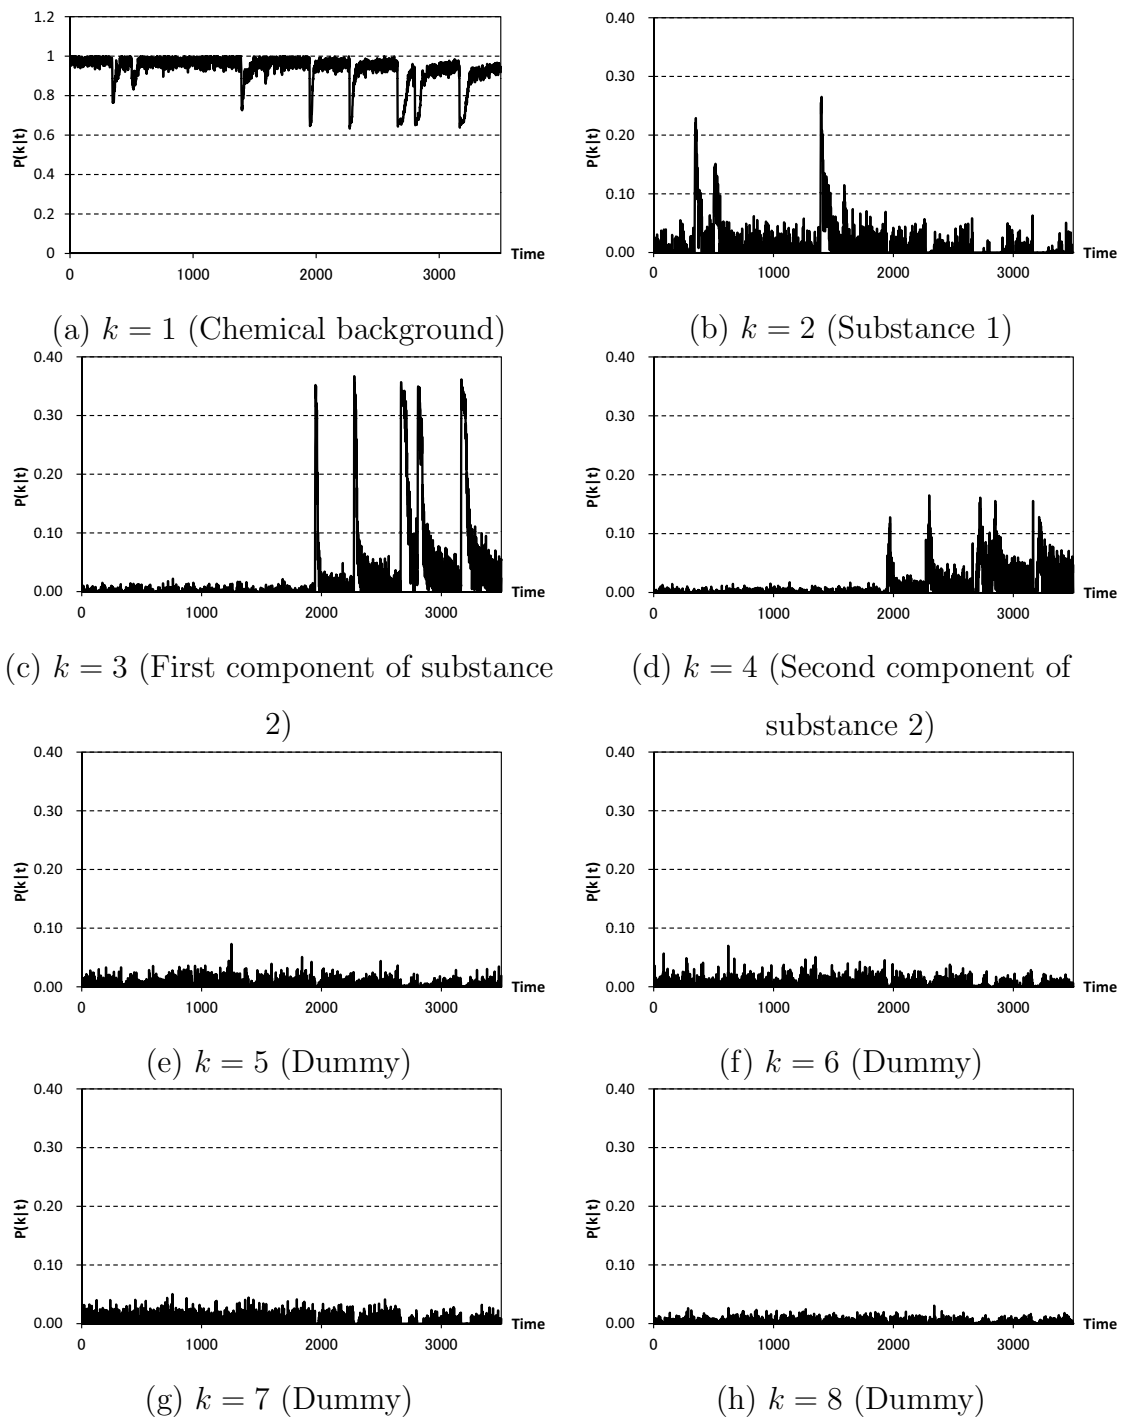 1.2
1
0.8
0.6
0.4
0.2
0
P(k|t)
0 1000 2000 3000
Time
(a) k = 1 (Chemical background)
0.40
0.30
0.20
0.10
0.00
P(k|t)
0 1000 2000 3000
Time
(b) k = 2 (Substance 1)
0.40
0.30
0.20
0.10
0.00
P(k|t)
0 1000 2000 3000
Time
(c) k = 3 (First component of substance
2)
0.40
0.30
0.20
0.10
0.00
P(k|t)
0 1000 2000 3000
Time
(d) k = 4 (Second component of
substance 2)
0.40
0.30
0.20
0.10
0.00
P(k|t)
0 1000 2000 3000
Time
(e) k = 5 (Dummy)
0.40
0.30
0.20
0.10
0.00
P(k|t)
0 1000 2000 3000
Time
(f) k = 6 (Dummy)
0.40
0.30
0.20
0.10
0.00
P(k|t)
0 1000 2000 3000
Time
(g) k = 7 (Dummy)
0.40
0.30
0.20
0.10
0.00
P(k|t)
0 1000 2000 3000
Time
(h) k = 8 (Dummy)